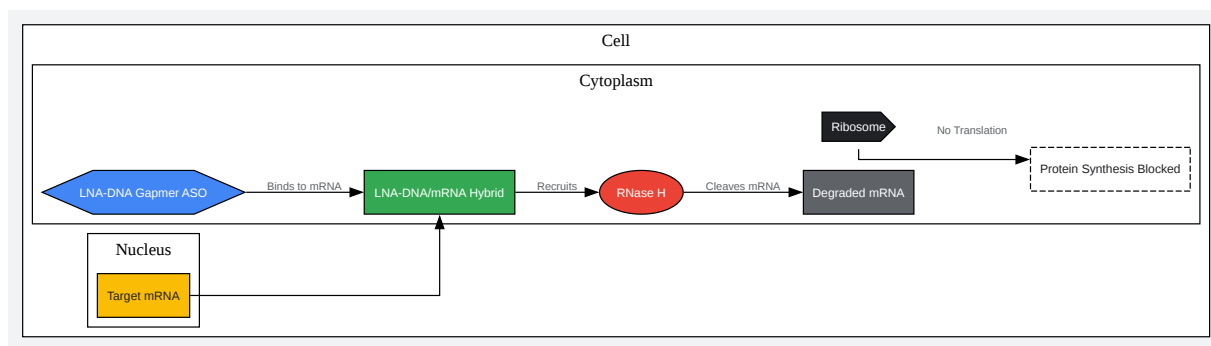 Cell
Cytoplasm
Ribosome
No Translation
Protein Synthesis Blocked
LNA-DNA Gapmer ASO
Binds to mRNA
LNA-DNA/mRNA Hybrid
Recruits
RNase H
Cleaves mRNA
Degraded mRNA
Nucleus
Target mRNA